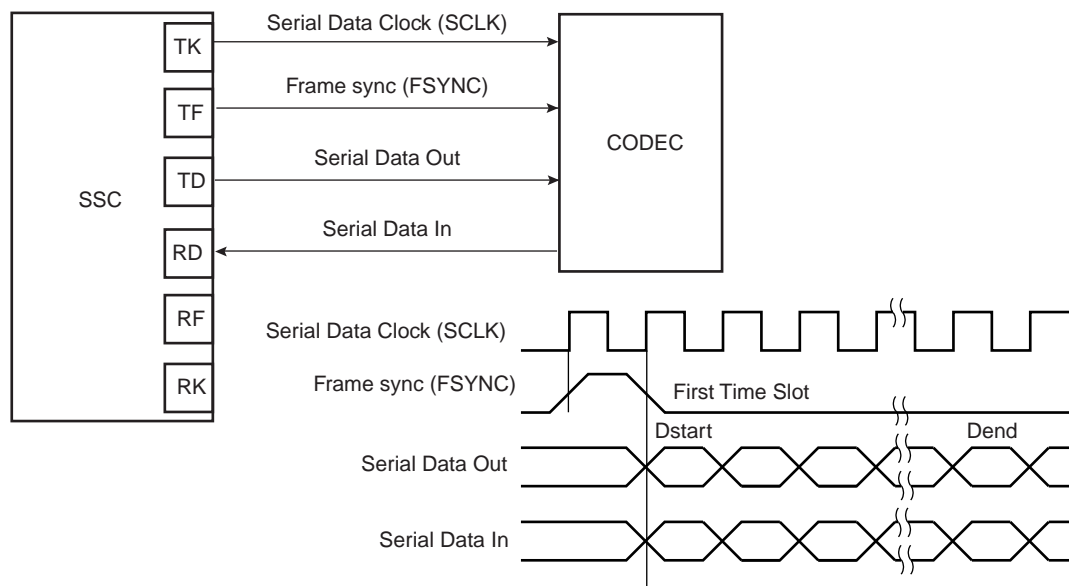 SSC
TK
TF
TD
RD
RF
RK
Serial Data Clock (SCLK)
Frame sync (FSYNC)
Serial Data Out
Serial Data In
CODEC
Serial Data Clock (SCLK)
Frame sync (FSYNC)
First Time Slot
Dstart
Dend
Serial Data Out
Serial Data In